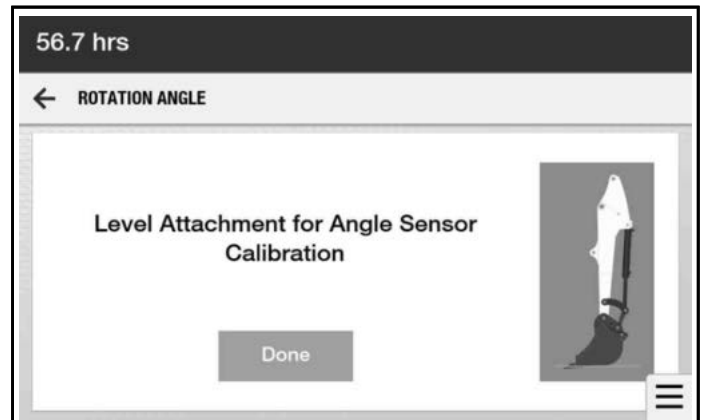 56.7 hrs
ROTATION ANGLE
Level Attachment for Angle Sensor
Calibration
Done